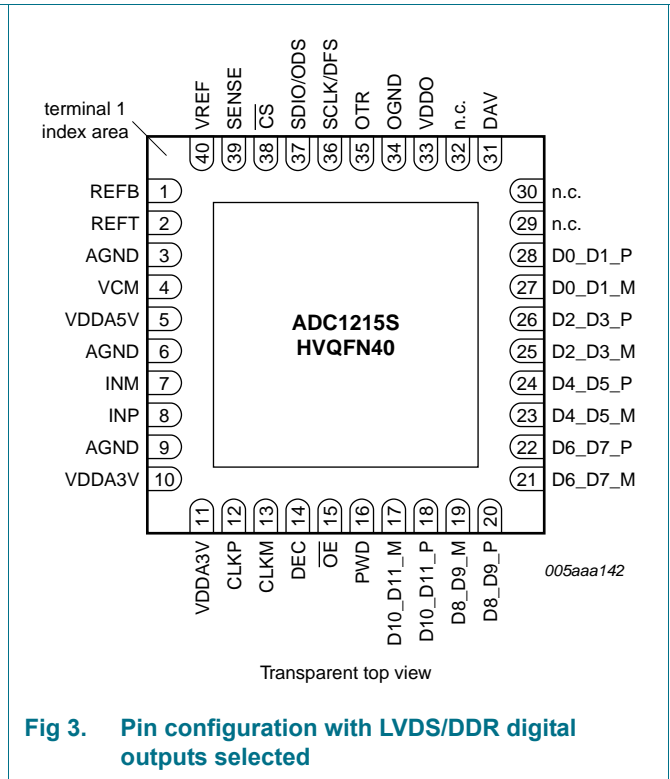 terminal 1
index area
VREF
SENSE
CS
SDIO/ODS
SCLK/DFS
OTR
OGND
VDDO
n.c.
DAV
40
39
38
37
36
35
34
33
32
31
REFB 1
REFT 2
AGND 3
VCM 4
VDDA5V 5
AGND 6
INM 7
INP 8
AGND 9
VDDA3V 10
ADC1215S
HVQFN40
30 n.c.
29 n.c.
28 D0_D1_P
27 D0_D1_M
26 D2_D3_P
25 D2_D3_M
24 D4_D5_P
23 D4_D5_M
22 D6_D7_P
21 D6_D7_M
11
12
13
14
15
16
17
18
19
20
VDDA3V
CLKP
CLKM
DEC
OE
PWD
D10_D11_M
D10_D11_P
D8_D9_M
D8_D9_P
005aaa142
Transparent top view
Fig 3. Pin configuration with LVDS/DDR digital
outputs selected